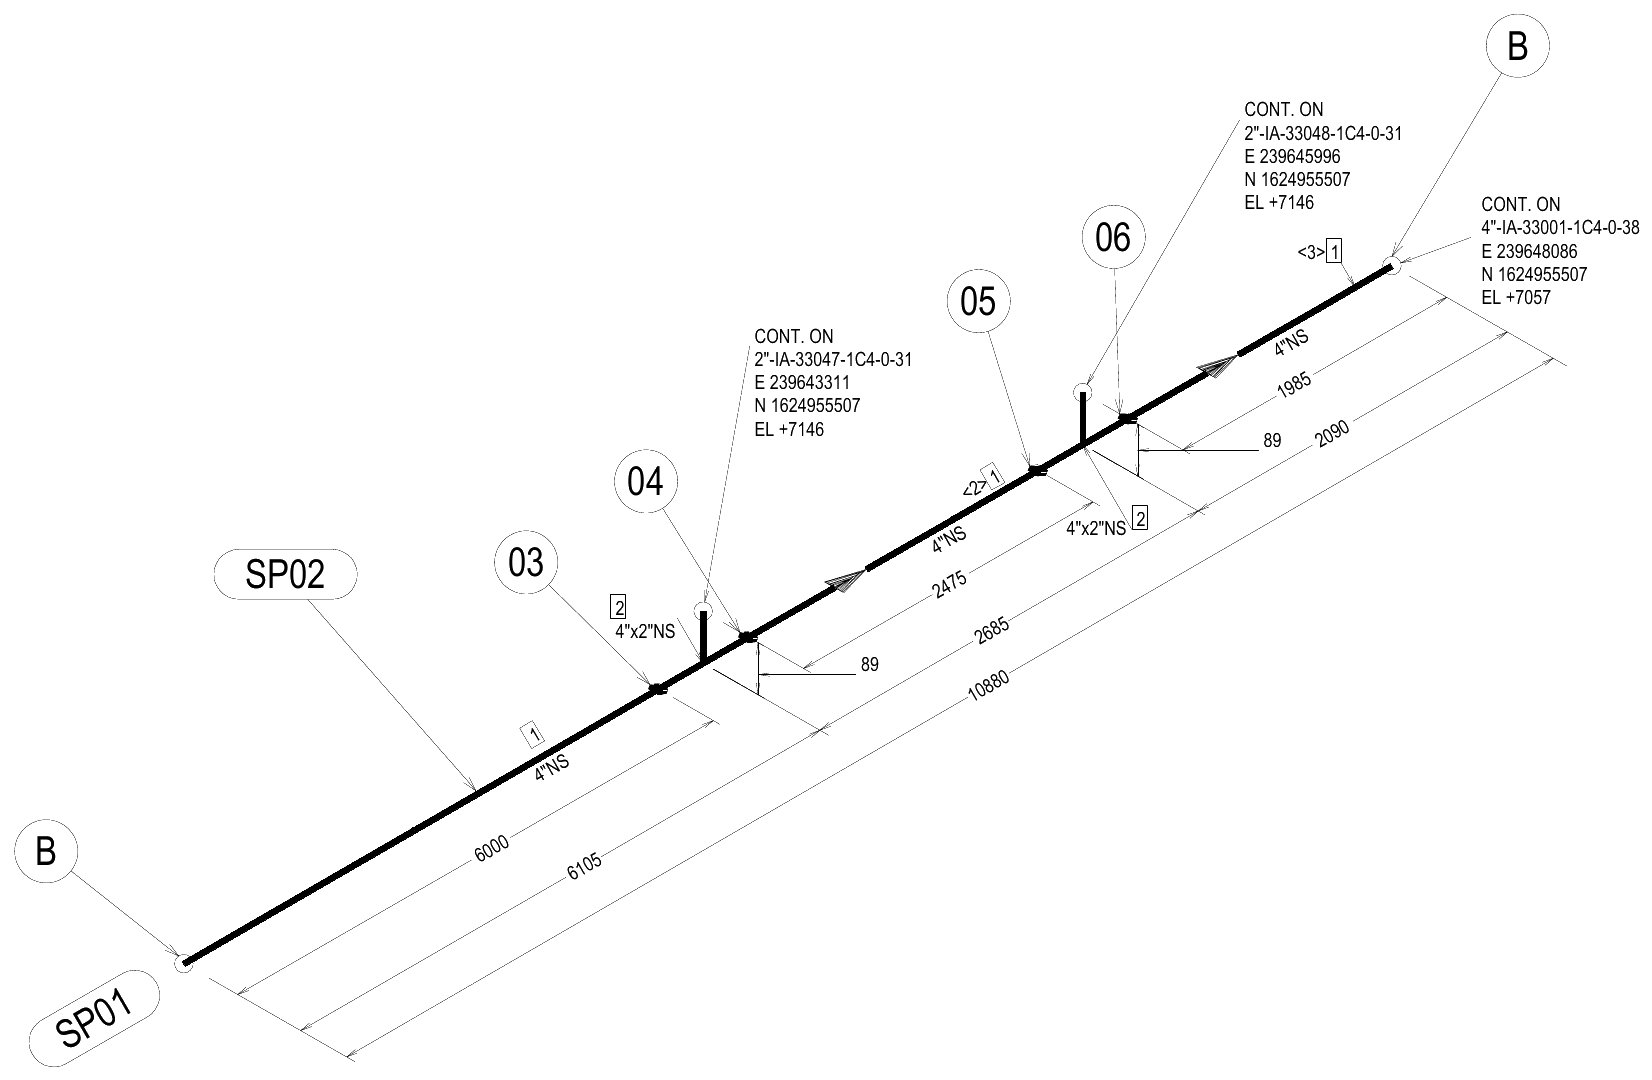 B
CONT. ON
2"-IA-33048-1C4-0-31
E 239645996
N 1624955507
EL +7146
CONT. ON
4"-IA-33001-1C4-0-38
E 239648086
N 1624955507
EL +7057
06
<3> 1
05
4"NS
CONT. ON
2"-IA-33047-1C4-0-31
E 239643311
N 1624955507
EL +7146
1985
2090
89
04
<2> 1
4"x2"NS 2
4"NS
03
SP02
2475
2
4"x2"NS
2685
89
10880
1
4"NS
6000
6105
B
SP01